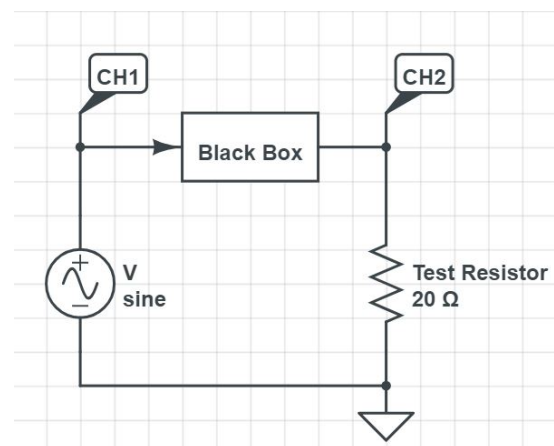 CH1
CH2
Black Box
+
V
sine
−
Test Resistor
20 Ω